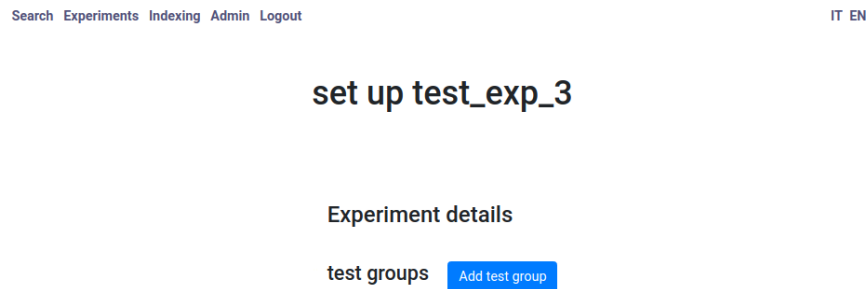 Search Experiments Indexing Admin Logout IT EN
set up test_exp_3
Experiment details
test groups Add test group